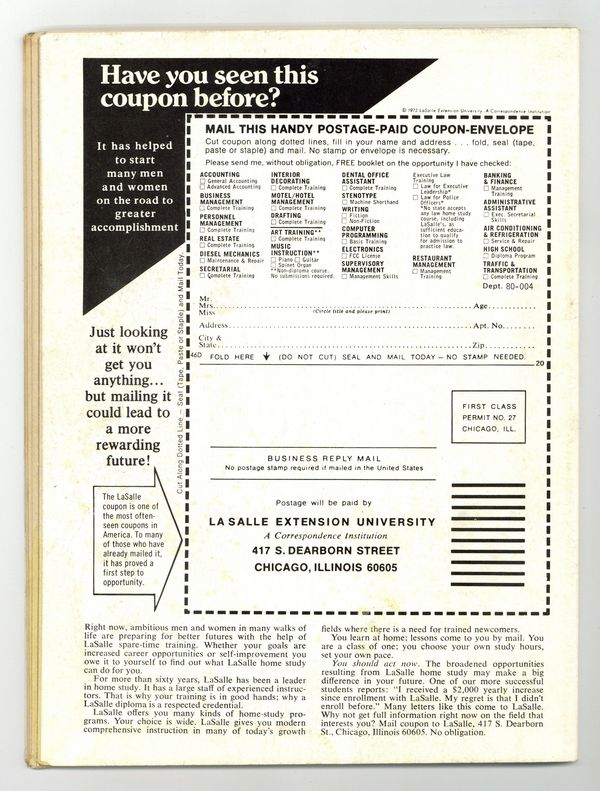 Have you seen this
coupon before?
© 1972 LaSalle Extension University. A Correspondence Institution
It has helped
to start
many men
and women
on the road to
greater
accomplishment
Just looking
at it won't
get you
anything...
but mailing it
could lead to
a more
rewarding
future!
The LaSalle
coupon is one of
the most often-
seen coupons in
America. To many
of those who have
already mailed it,
it has proved a
first step to
opportunity.
Cut Along Dotted Line — Seal (Tape, Paste or Staple) and Mail Today.
MAIL THIS HANDY POSTAGE-PAID COUPON-ENVELOPE
Cut coupon along dotted lines, fill in your name and address . . . fold, seal (tape,
paste or staple) and mail. No stamp or envelope is necessary.
Please send me, without obligation, FREE booklet on the opportunity I have checked:
ACCOUNTING
General Accounting
Advanced Accounting
BUSINESS
MANAGEMENT
Complete Training
PERSONNEL
MANAGEMENT
Complete Training
REAL ESTATE
Complete Training
DIESEL MECHANICS
Maintenance & Repair
SECRETARIAL
Complete Training
INTERIOR
DECORATING
Complete Training
MOTEL/HOTEL
MANAGEMENT
Complete Training
DRAFTING
Complete Training
ART TRAINING**
Complete Training
MUSIC
INSTRUCTION**
Piano Guitar
Spinet Organ
**Non-diploma course.
No submissions required.
DENTAL OFFICE
ASSISTANT
Complete Training
STENOTYPE
Machine Shorthand
WRITING
Fiction
Non-Fiction
COMPUTER
PROGRAMMING
Basic Training
ELECTRONICS
FCC License
SUPERVISORY
MANAGEMENT
Management Skills
Executive Law
Training
Law for Executive
Leadership*
Law for Police
Officers*
*No state accepts
any law home study
course, including
LaSalle's, as
sufficient educa-
tion to qualify
for admission to
practice law.
RESTAURANT
MANAGEMENT
Management
Training
BANKING
& FINANCE
Management
Training
ADMINISTRATIVE
ASSISTANT
Exec. Secretarial
Skills
AIR CONDITIONING
& REFRIGERATION
Service & Repair
HIGH SCHOOL
Diploma Program
TRAFFIC &
TRANSPORTATION
Complete Training
Dept. 80-004
Mr.
Mrs. Age
Miss (Circle title and please print)
Address Apt. No.
City &
State Zip
46D FOLD HERE (DO NOT CUT) SEAL AND MAIL TODAY — NO STAMP NEEDED.
20
FIRST CLASS
PERMIT NO. 27
CHICAGO, ILL.
BUSINESS REPLY MAIL
No postage stamp required if mailed in the United States
Postage will be paid by
LA SALLE EXTENSION UNIVERSITY
A Correspondence Institution
417 S. DEARBORN STREET
CHICAGO, ILLINOIS 60605
Right now, ambitious men and women in many walks of
life are preparing for better futures with the help of
LaSalle spare-time training. Whether your goals are
increased career opportunities or self-improvement you
owe it to yourself to find out what LaSalle home study
can do for you.
For more than sixty years, LaSalle has been a leader
in home study. It has a large staff of experienced instruc-
tors. That is why your training is in good hands; why a
LaSalle diploma is a respected credential.
LaSalle offers you many kinds of home-study pro-
grams. Your choice is wide. LaSalle gives you modern
comprehensive instruction in many of today's growth
fields where there is a need for trained newcomers.
You learn at home; lessons come to you by mail. You
are a class of one; you choose your own study hours,
set your own pace.
You should act now. The broadened opportunities
resulting from LaSalle home study may make a big
difference in your future. One of our more successful
students reports: "I received a $2,000 yearly increase
since enrollment with LaSalle. My regret is that I didn't
enroll before." Many letters like this come to LaSalle.
Why not get full information right now on the field that
interests you? Mail coupon to LaSalle, 417 S. Dearborn
St., Chicago, Illinois 60605. No obligation.